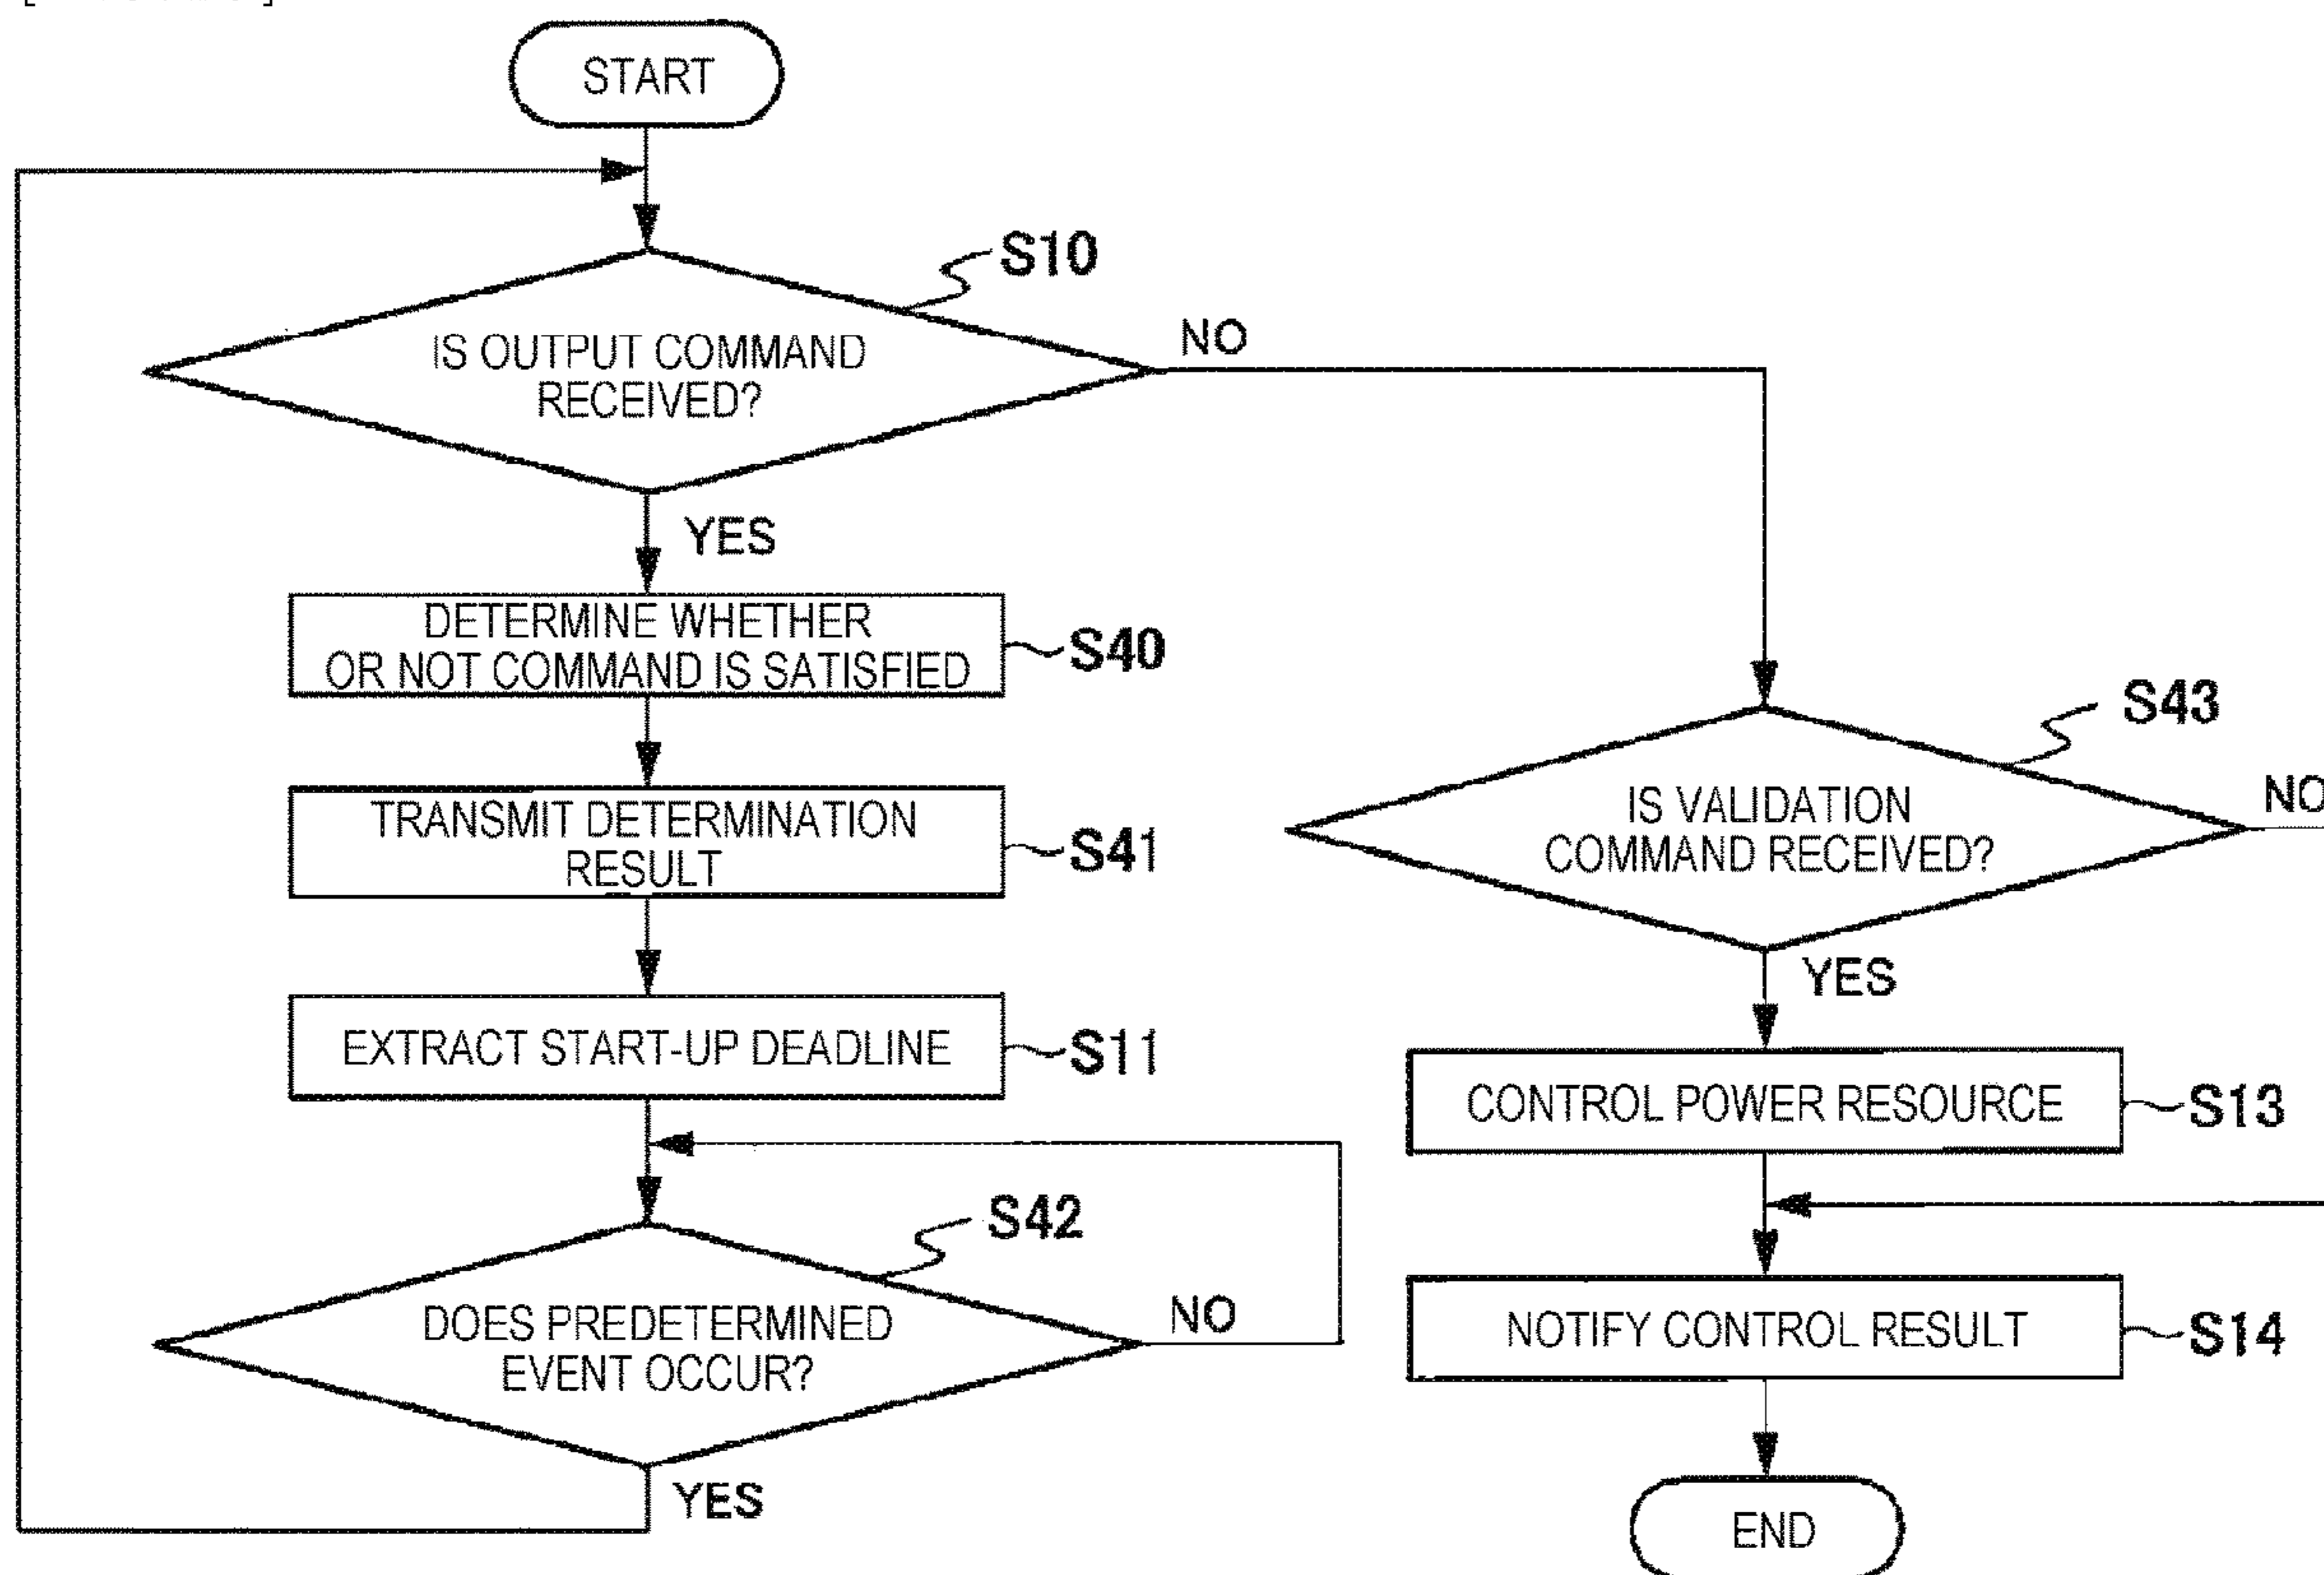 START
S10
IS OUTPUT COMMAND
RECEIVED?
NO
YES
DETERMINE WHETHER
OR NOT COMMAND IS SATISFIED
S40
TRANSMIT DETERMINATION
RESULT
S41
EXTRACT START-UP DEADLINE
S11
S42
DOES PREDETERMINED
EVENT OCCUR?
NO
YES
S43
IS VALIDATION
COMMAND RECEIVED?
NO
YES
CONTROL POWER RESOURCE
S13
NOTIFY CONTROL RESULT
S14
END